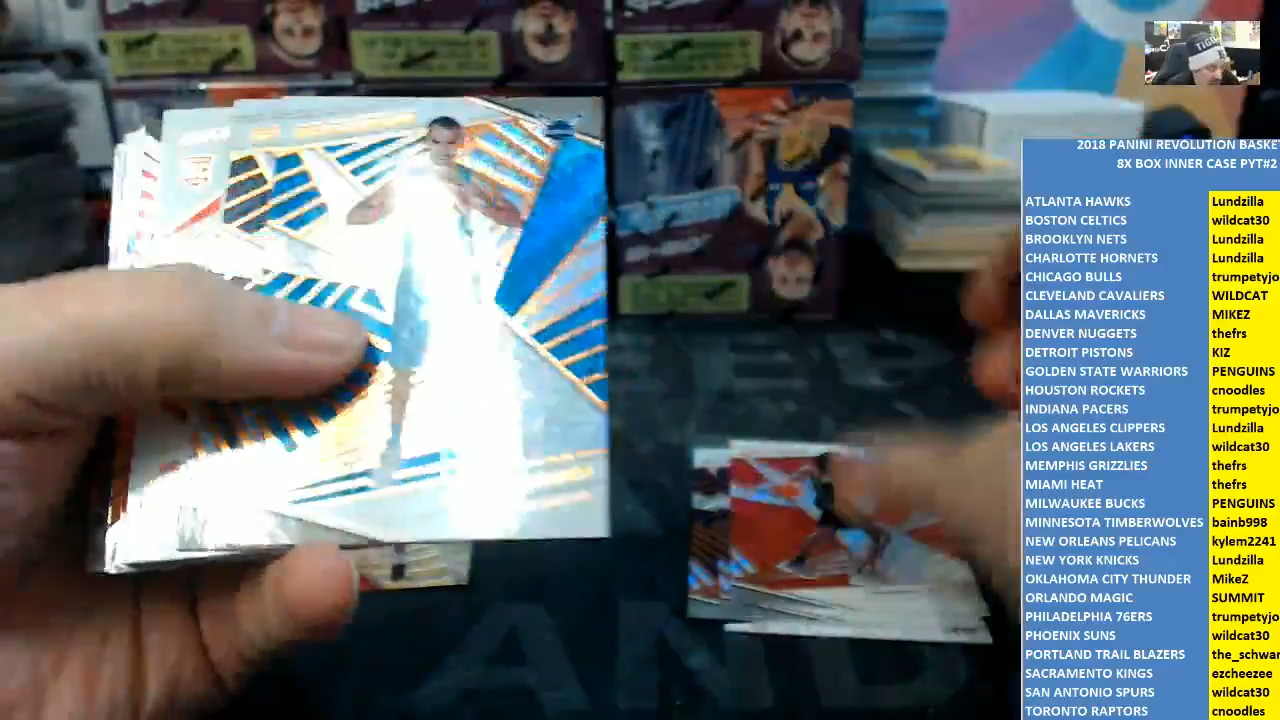 2018 PANINI REVOLUTION BASKE
8X BOX INNER CASE PYT#2
ATLANTA HAWKS Lundzilla
BOSTON CELTICS wildcat30
BROOKLYN NETS Lundzilla
CHARLOTTE HORNETS Lundzilla
CHICAGO BULLS trumpetyjo
CLEVELAND CAVALIERS WILDCAT
DALLAS MAVERICKS MIKEZ
DENVER NUGGETS thefrs
DETROIT PISTONS KIZ
GOLDEN STATE WARRIORS PENGUINS
HOUSTON ROCKETS cnoodles
INDIANA PACERS trumpetyjo
LOS ANGELES CLIPPERS Lundzilla
LOS ANGELES LAKERS wildcat30
MEMPHIS GRIZZLIES thefrs
MIAMI HEAT thefrs
MILWAUKEE BUCKS PENGUINS
MINNESOTA TIMBERWOLVES bainb998
NEW ORLEANS PELICANS kylem2241
NEW YORK KNICKS Lundzilla
OKLAHOMA CITY THUNDER MikeZ
ORLANDO MAGIC SUMMIT
PHILADELPHIA 76ERS trumpetyjo
PHOENIX SUNS wildcat30
PORTLAND TRAIL BLAZERS the_schwar
SACRAMENTO KINGS ezcheezee
SAN ANTONIO SPURS wildcat30
TORONTO RAPTORS cnoodles